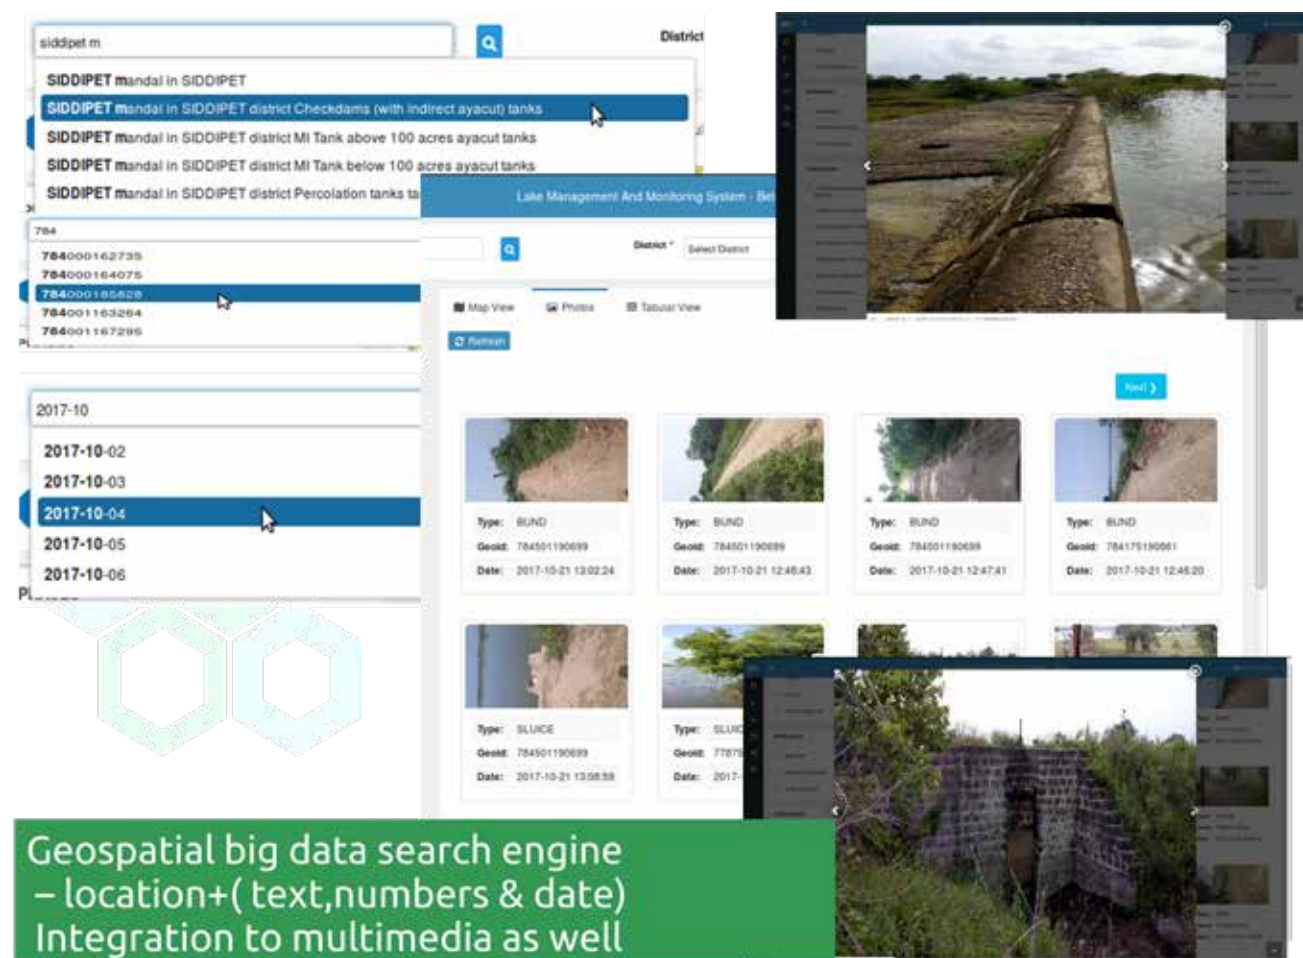 siddipet m
District
SIDDIPET mandal in SIDDIPET
SIDDIPET mandal in SIDDIPET district Checkdams (with indirect ayacut) tanks
SIDDIPET mandal in SIDDIPET district MI Tank above 100 acres ayacut tanks
SIDDIPET mandal in SIDDIPET district MI Tank below 100 acres ayacut tanks
SIDDIPET mandal in SIDDIPET district Percolation tanks ta
784
784000162735
784000164075
784000185828
784001163264
784001167295
2017-10
2017-10-02
2017-10-03
2017-10-04
2017-10-05
2017-10-06
Lake Management And Monitoring System - Bet
District *
Select District
Map View
Photos
Tabular View
Refresh
Next
Type: BUND
Geoid: 784501190699
Date: 2017-10-21 13:02:24
Type: BUND
Geoid: 784501190699
Date: 2017-10-21 12:48:43
Type: BUND
Geoid: 784501190699
Date: 2017-10-21 12:47:41
Type: BUND
Geoid: 784175190861
Date: 2017-10-21 12:46:20
Type: SLUICE
Geoid: 784501190699
Date: 2017-10-21 13:08:59
Type: SLUIC
Geoid: 77875
Date: 2017-
Geospatial big data search engine
– location+( text,numbers & date)
Integration to multimedia as well